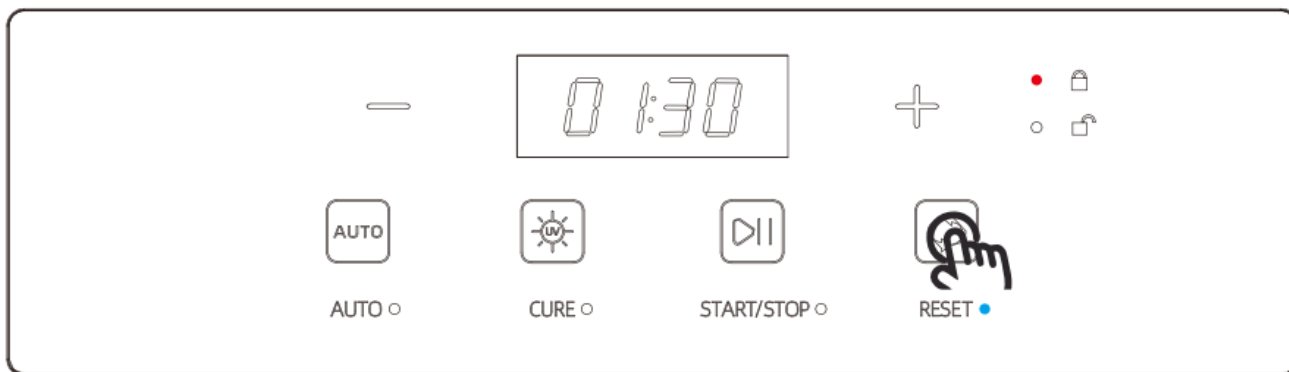 01:30
AUTO
UV
AUTO
CURE
START/STOP
RESET